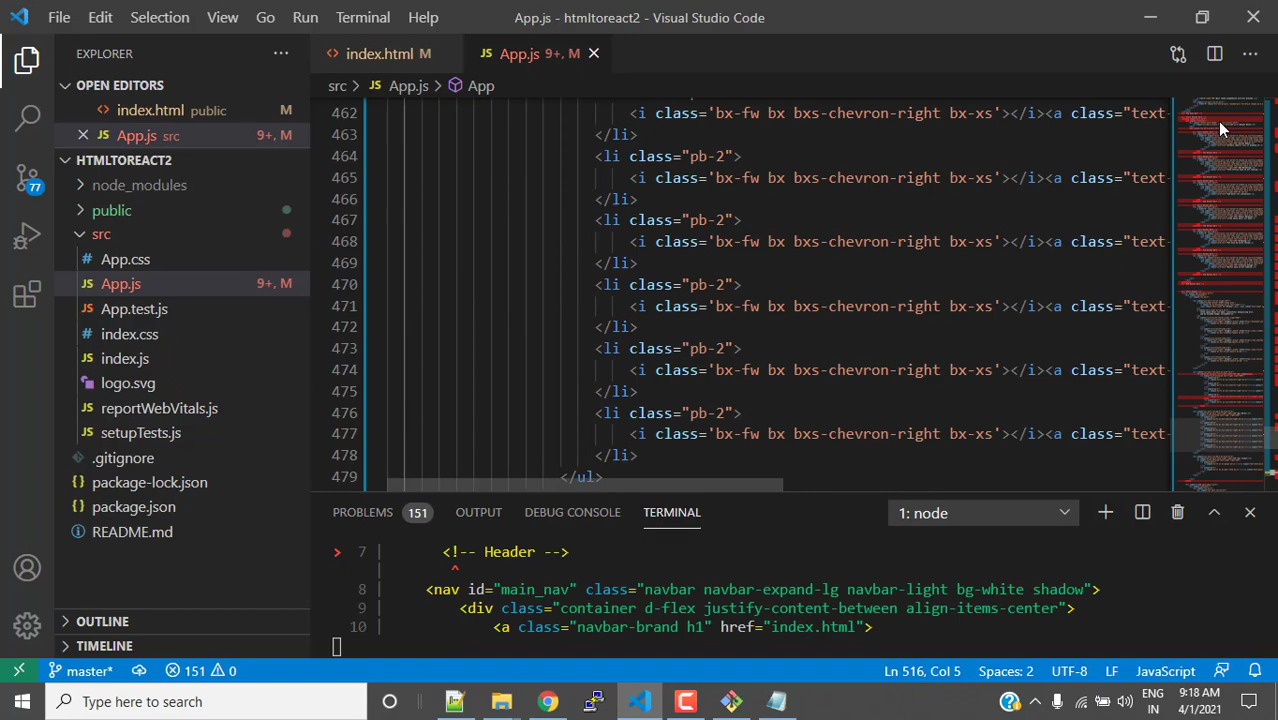 File Edit Selection View Go Run Terminal Help
App.js - htmltoreact2 - Visual Studio Code
EXPLORER
OPEN EDITORS
index.html public M
App.js src 9+, M
HTMLTOREACT2
node_modules
public
src
App.css
App.js 9+, M
App.test.js
index.css
index.js
logo.svg
reportWebVitals.js
setupTests.js
.gitignore
package-lock.json
package.json
README.md
OUTLINE
TIMELINE
77
index.html M
App.js 9+, M
src > App.js > App
462 <i class='bx-fw bx bxs-chevron-right bx-xs'></i><a class="text-
463 </li>
464 <li class="pb-2">
465 <i class='bx-fw bx bxs-chevron-right bx-xs'></i><a class="text-
466 </li>
467 <li class="pb-2">
468 <i class='bx-fw bx bxs-chevron-right bx-xs'></i><a class="text-
469 </li>
470 <li class="pb-2">
471 <i class='bx-fw bx bxs-chevron-right bx-xs'></i><a class="text-
472 </li>
473 <li class="pb-2">
474 <i class='bx-fw bx bxs-chevron-right bx-xs'></i><a class="text-
475 </li>
476 <li class="pb-2">
477 <i class='bx-fw bx bxs-chevron-right bx-xs'></i><a class="text-
478 </li>
479 </ul>
PROBLEMS 151 OUTPUT DEBUG CONSOLE TERMINAL 1: node
> 7 | <!-- Header -->
| ^
8 | <nav id="main_nav" class="navbar navbar-expand-lg navbar-light bg-white shadow">
9 | <div class="container d-flex justify-content-between align-items-center">
10 | <a class="navbar-brand h1" href="index.html">
master* 151 0 Ln 516, Col 5 Spaces: 2 UTF-8 LF JavaScript
Type here to search
ENG
IN
9:18 AM
4/1/2021